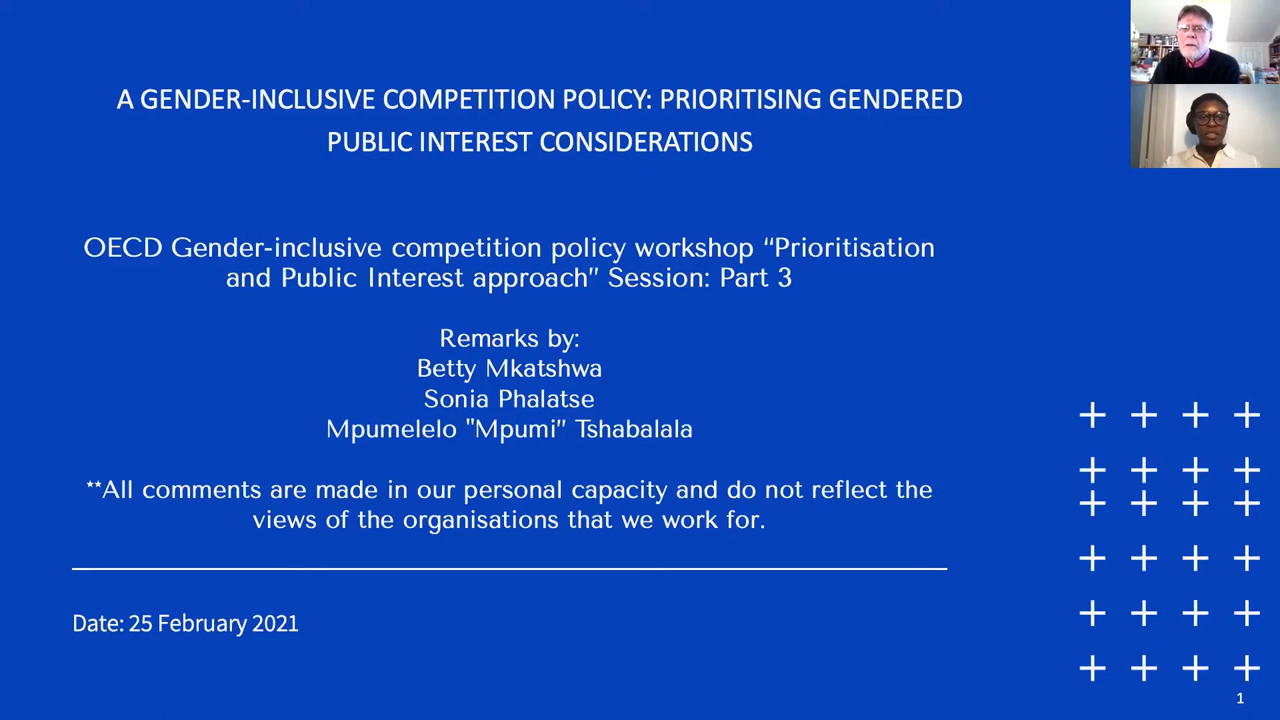 A GENDER-INCLUSIVE COMPETITION POLICY: PRIORITISING GENDERED
PUBLIC INTEREST CONSIDERATIONS
OECD Gender-inclusive competition policy workshop “Prioritisation
and Public Interest approach” Session: Part 3
Remarks by:
Betty Mkatshwa
Sonia Phalatse
Mpumelelo "Mpumi” Tshabalala
**All comments are made in our personal capacity and do not reflect the
views of the organisations that we work for.
Date: 25 February 2021
1